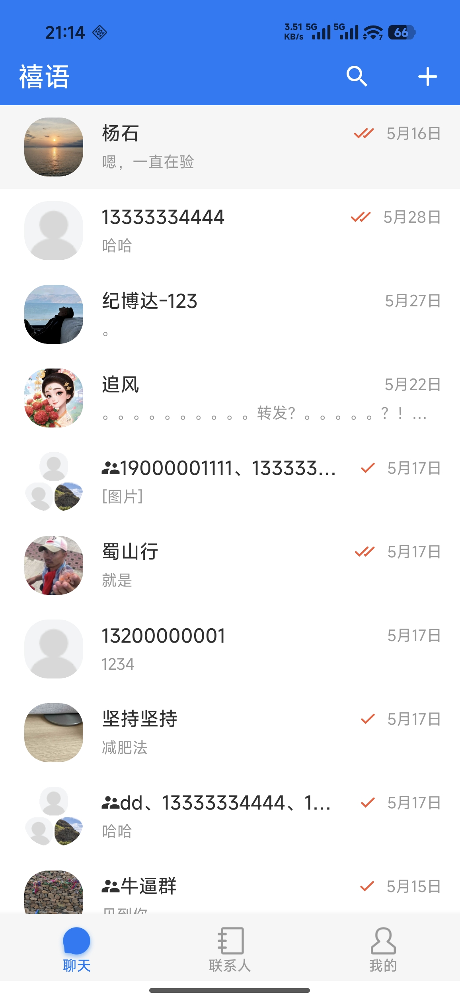 21:14
3.51 KB/s 5G 5G 7 66
禧语
杨石 5月16日
嗯，一直在验
13333334444 5月28日
哈哈
纪博达-123 5月27日
。
追风 5月22日
。。。。。。。。。。转发？。。。。。？！...
19000001111、133333... 5月17日
[图片]
蜀山行 5月17日
就是
13200000001 5月17日
1234
坚持坚持 5月17日
减肥法
dd、13333334444、1... 5月17日
哈哈
牛逼群 5月15日
见到你
聊天 联系人 我的